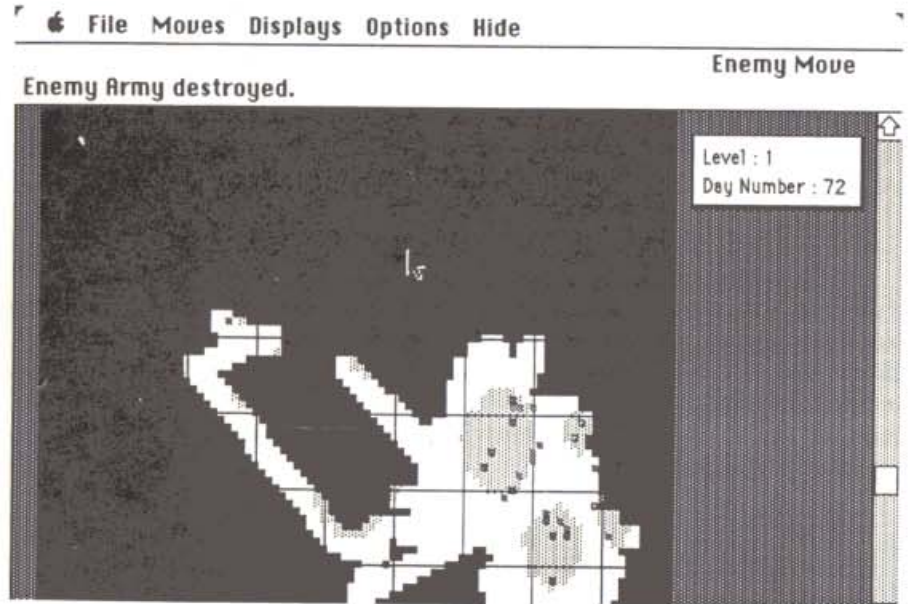 File Moves Displays Options Hide
Enemy Move
Enemy Army destroyed.
Level : 1
Day Number : 72